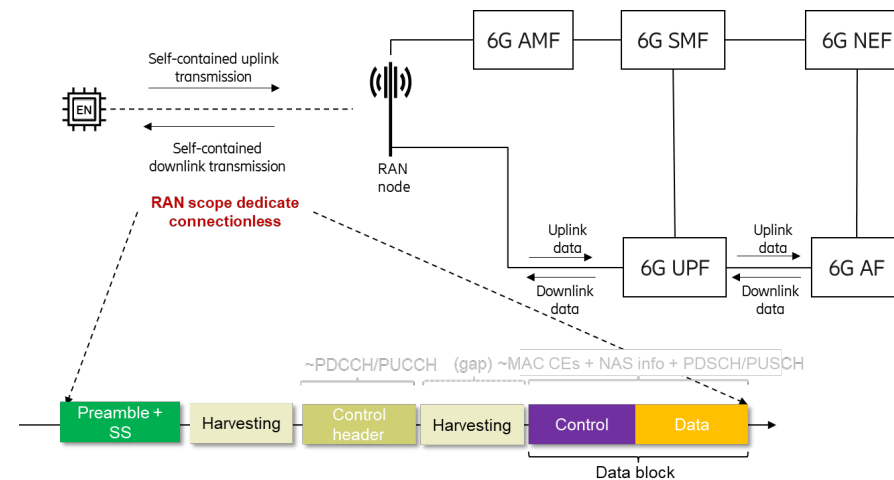 Self-contained uplink
transmission
EN
Self-contained
downlink transmission
RAN
node
RAN scope dedicate
connectionless
6G AMF
6G SMF
6G NEF
Uplink
data
Downlink
data
6G UPF
Uplink
data
Downlink
data
6G AF
~PDCCH/PUCCH
(gap)
~MAC CEs + NAS info + PDSCH/PUSCH
Preamble +
SS
Harvesting
Control
header
Harvesting
Control
Data
Data block